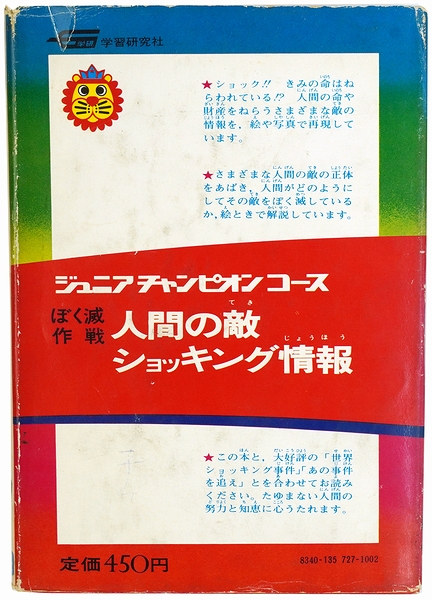 学研 学習研究社
★ショック!! きみの命はね
らわれている!? 人間の命や
財産をねらうさまざまな敵の
情報を，絵や写真で再現して
います。
★さまざまな人間の敵の正体
をあばき，人間がどのように
してその敵をぼく滅している
か，絵ときで解説しています。
ジュニアチャンピオンコース
ぼく滅
作戦
人間の敵
ショッキング情報
★この本と，大好評の「世界
ショッキング事件」「あの事件
を追え」とを合わせてお読み
ください。たゆまない人間の
努力と知恵に心うたれます。
定価450円
8340-135 727-1002